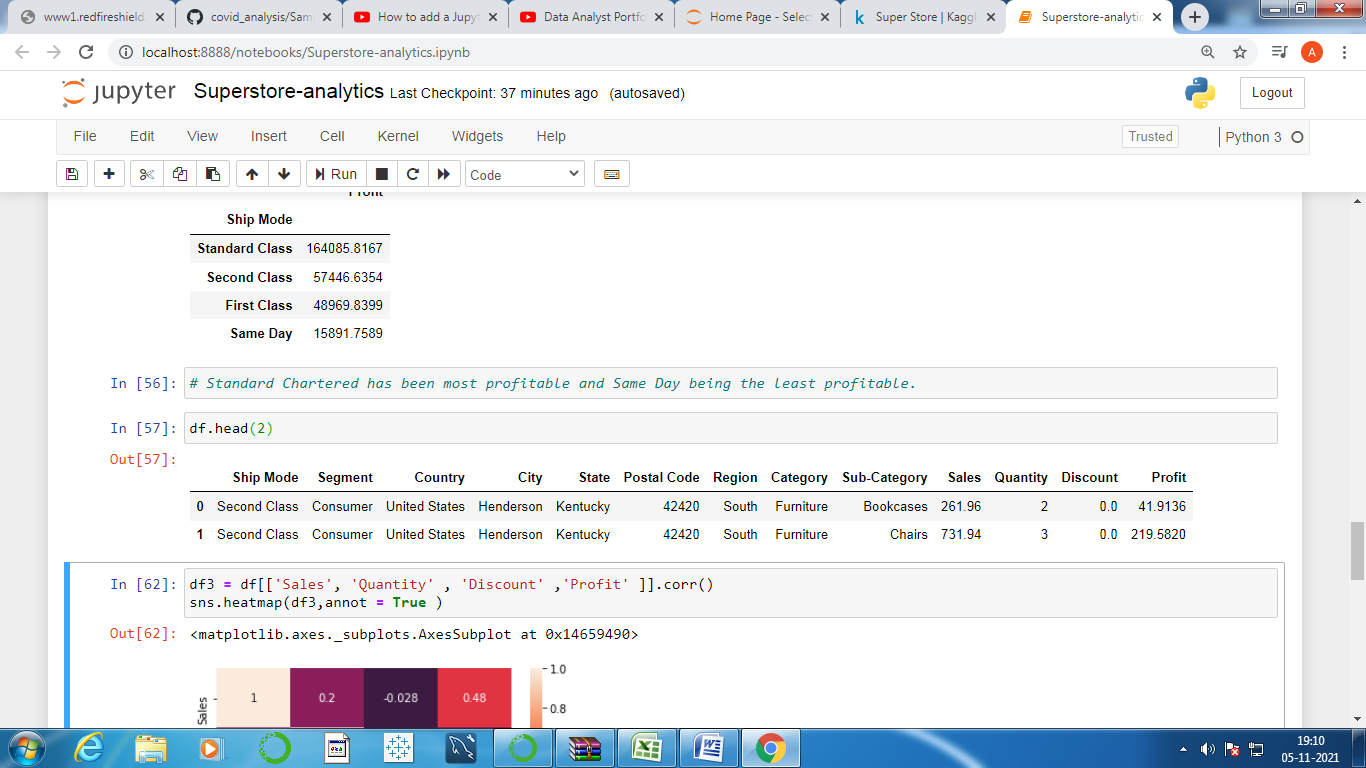 www1.redfireshield
covid_analysis/Sam
How to add a Jupyt
Data Analyst Portfo
Home Page - Select
Super Store | Kaggl
Superstore-analytic
localhost:8888/notebooks/Superstore-analytics.ipynb
A
jupyter Superstore-analytics Last Checkpoint: 37 minutes ago (autosaved)
Logout
File Edit View Insert Cell Kernel Widgets Help
Trusted
Python 3
Run
Code
Profit
Ship Mode
Standard Class 164085.8167
Second Class 57446.6354
First Class 48969.8399
Same Day 15891.7589
In [56]: # Standard Chartered has been most profitable and Same Day being the least profitable.
In [57]: df.head(2)
Out[57]:
Ship Mode Segment Country City State Postal Code Region Category Sub-Category Sales Quantity Discount Profit
0 Second Class Consumer United States Henderson Kentucky 42420 South Furniture Bookcases 261.96 2 0.0 41.9136
1 Second Class Consumer United States Henderson Kentucky 42420 South Furniture Chairs 731.94 3 0.0 219.5820
In [62]: df3 = df[['Sales', 'Quantity' , 'Discount' ,'Profit' ]].corr()
sns.heatmap(df3,annot = True )
Out[62]: <matplotlib.axes._subplots.AxesSubplot at 0x14659490>
Sales
1 0.2 -0.028 0.48
1.0
0.8
19:10
05-11-2021